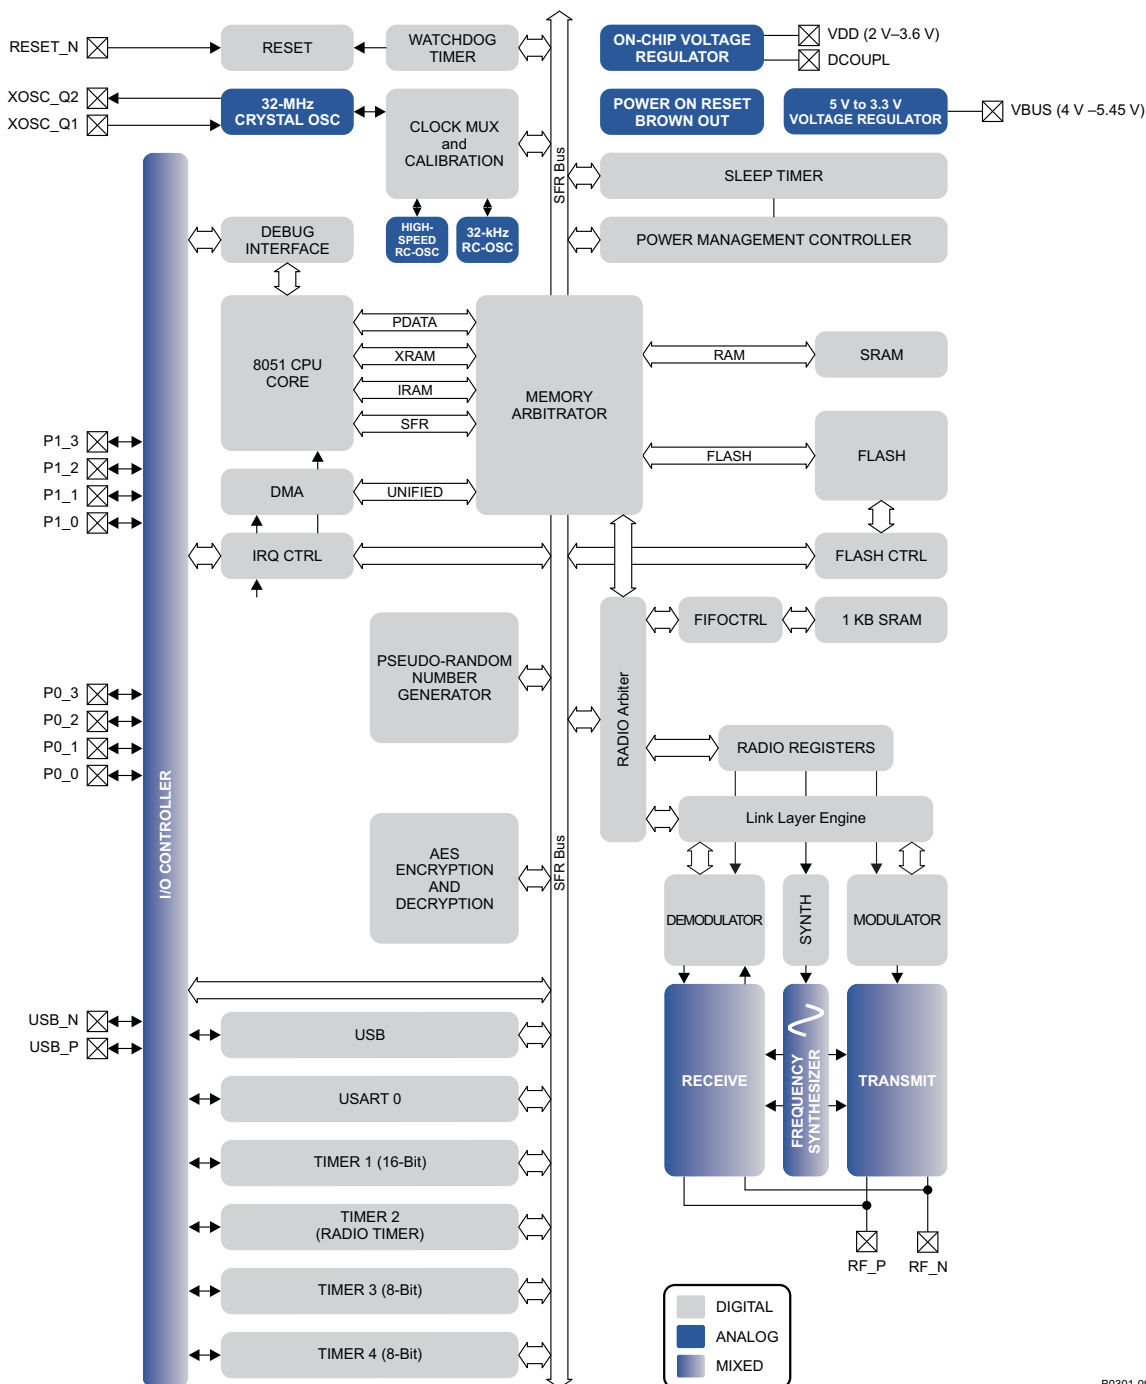 RESET_N
RESET
WATCHDOG
TIMER
ON-CHIP VOLTAGE
REGULATOR
VDD (2 V–3.6 V)
DCOUPL
XOSC_Q2
XOSC_Q1
32-MHz
CRYSTAL OSC
CLOCK MUX
and
CALIBRATION
SFR Bus
POWER ON RESET
BROWN OUT
5 V to 3.3 V
VOLTAGE REGULATOR
VBUS (4 V –5.45 V)
SLEEP TIMER
DEBUG
INTERFACE
HIGH-
SPEED
RC-OSC
32-kHz
RC-OSC
POWER MANAGEMENT CONTROLLER
8051 CPU
CORE
PDATA
XRAM
IRAM
SFR
MEMORY
ARBITRATOR
RAM
SRAM
P1_3
P1_2
P1_1
P1_0
DMA
UNIFIED
FLASH
FLASH
IRQ CTRL
FLASH CTRL
PSEUDO-RANDOM
NUMBER
GENERATOR
RADIO Arbiter
FIFOCTRL
1 KB SRAM
P0_3
P0_2
P0_1
P0_0
RADIO REGISTERS
I/O CONTROLLER
AES
ENCRYPTION
AND
DECRYPTION
SFR Bus
Link Layer Engine
DEMODULATOR
SYNTH
MODULATOR
USB_N
USB_P
USB
RECEIVE
FREQUENCY
SYNTHESIZER
TRANSMIT
USART 0
TIMER 1 (16-Bit)
TIMER 2
(RADIO TIMER)
RF_P
RF_N
TIMER 3 (8-Bit)
TIMER 4 (8-Bit)
DIGITAL
ANALOG
MIXED